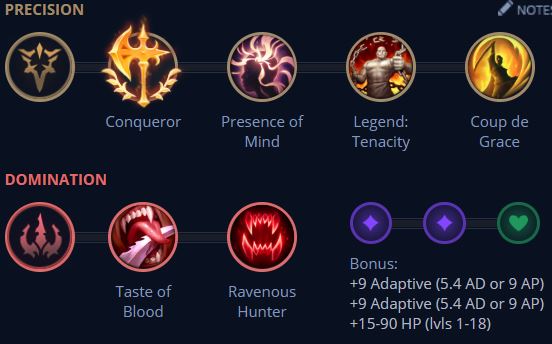 PRECISION
NOTES
Conqueror
Presence of
Mind
Legend:
Tenacity
Coup de
Grace
DOMINATION
Taste of
Blood
Ravenous
Hunter
Bonus:
+9 Adaptive (5.4 AD or 9 AP)
+9 Adaptive (5.4 AD or 9 AP)
+15-90 HP (lvls 1-18)